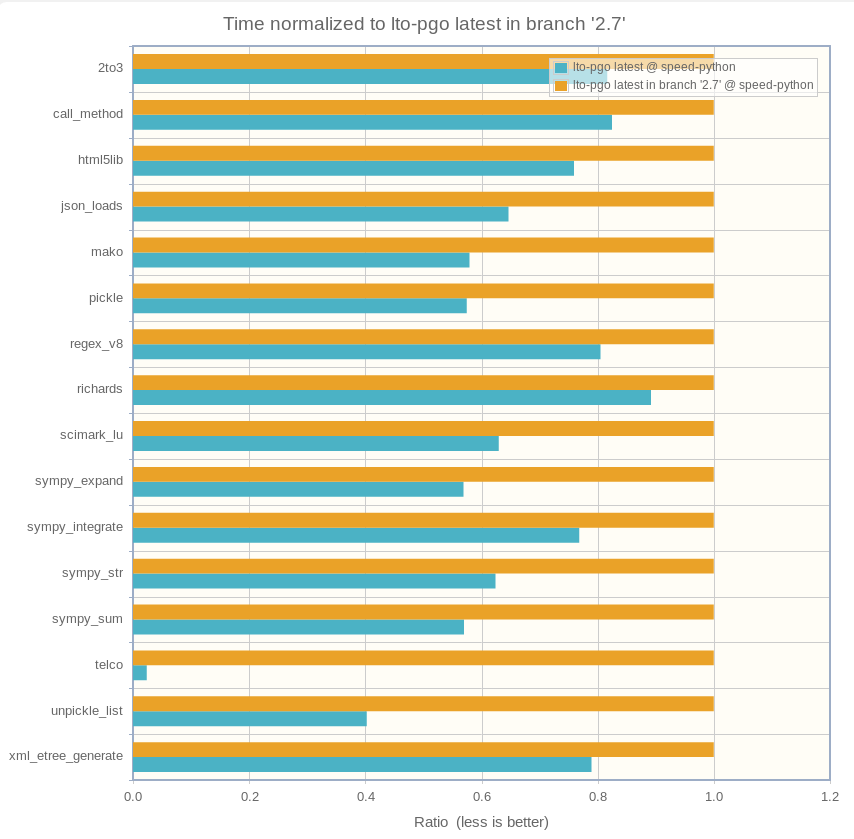 Time normalized to lto-pgo latest in branch '2.7'
lto-pgo latest @ speed-python
lto-pgo latest in branch '2.7' @ speed-python
2to3
call_method
html5lib
json_loads
mako
pickle
regex_v8
richards
scimark_lu
sympy_expand
sympy_integrate
sympy_str
sympy_sum
telco
unpickle_list
xml_etree_generate
0.0 0.2 0.4 0.6 0.8 1.0 1.2
Ratio (less is better)